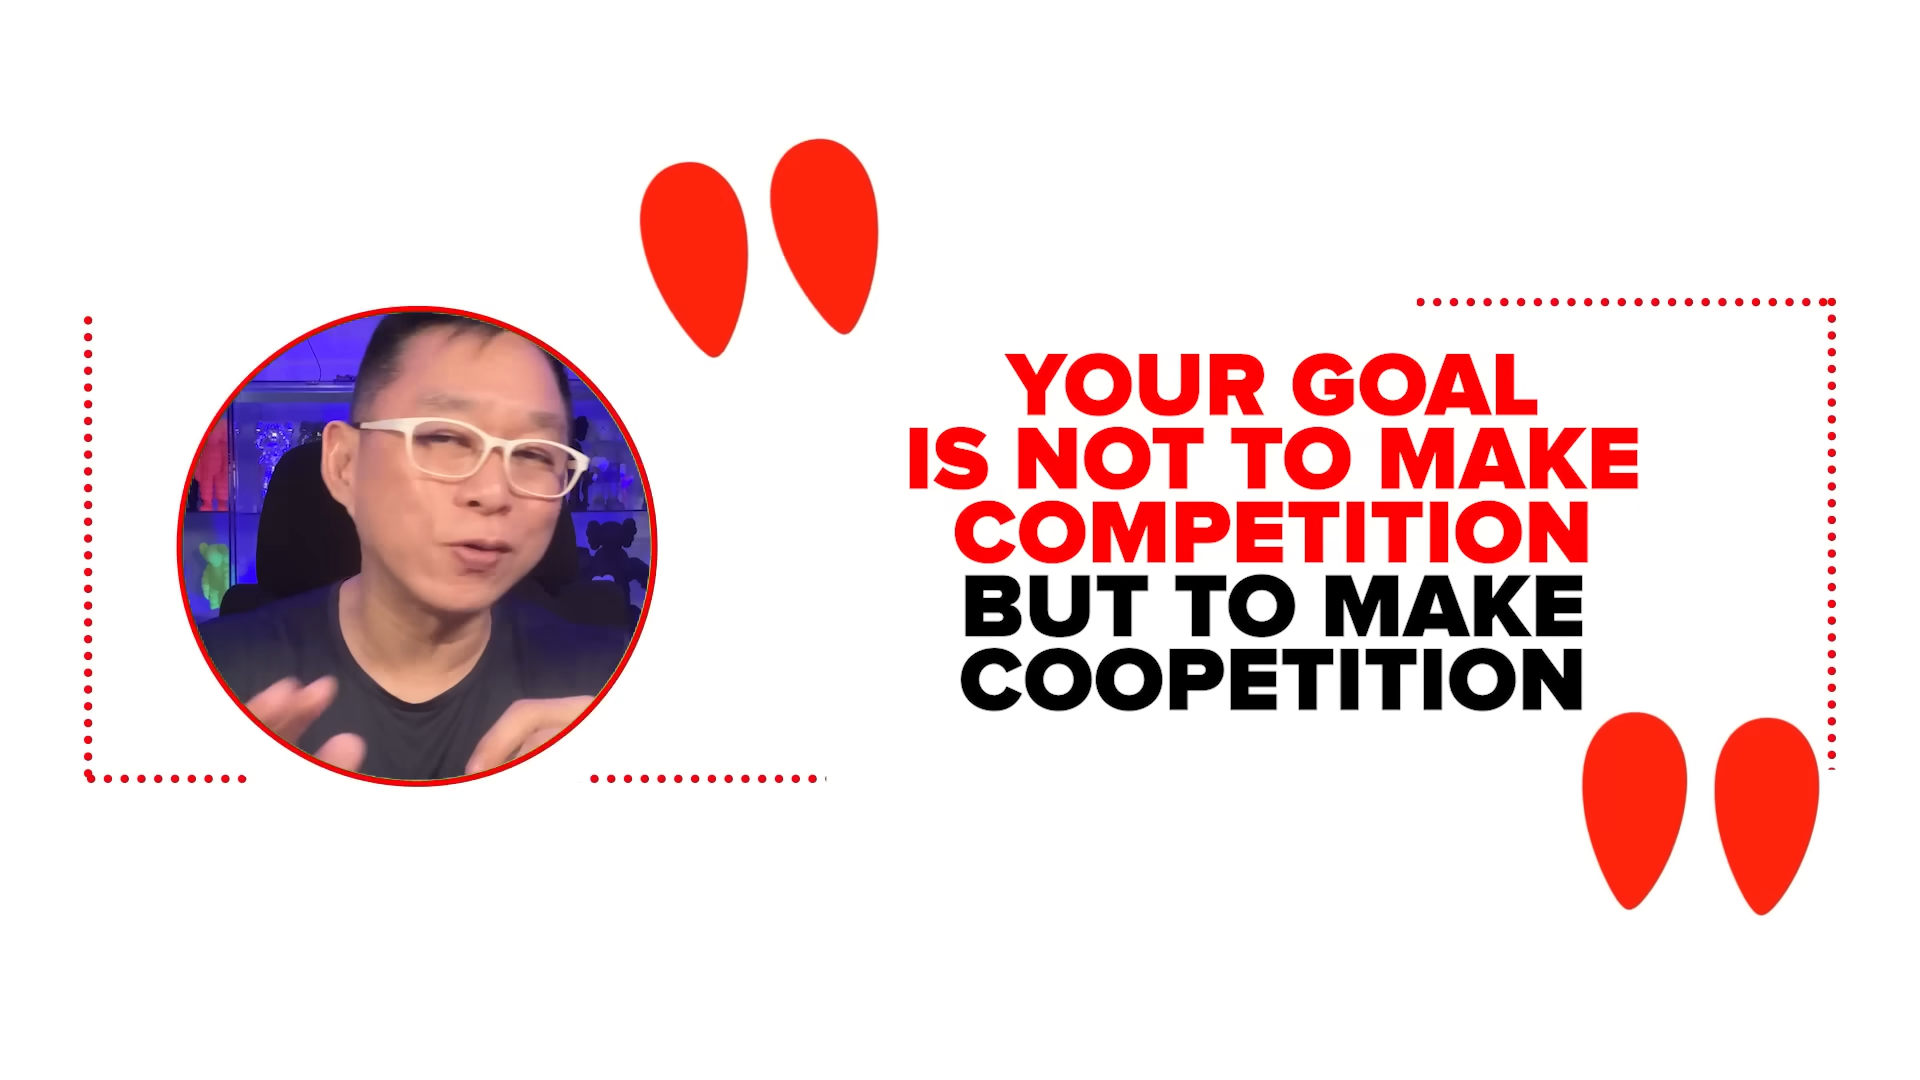 YOUR GOAL
IS NOT TO MAKE
COMPETITION
BUT TO MAKE
COOPETITION